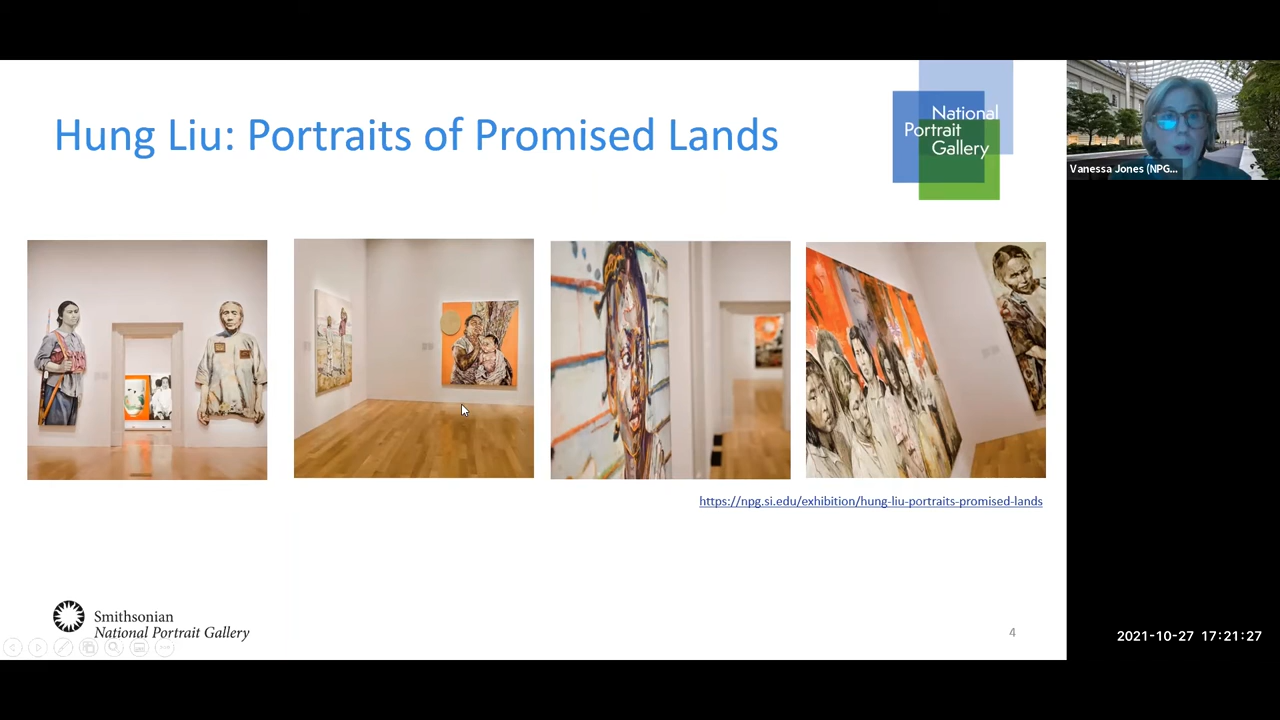 Hung Liu: Portraits of Promised Lands
National
Portrait
Gallery
Vanessa Jones (NPG...
https://npg.si.edu/exhibition/hung-liu-portraits-promised-lands
Smithsonian
National Portrait Gallery
4
2021-10-27 17:21:27